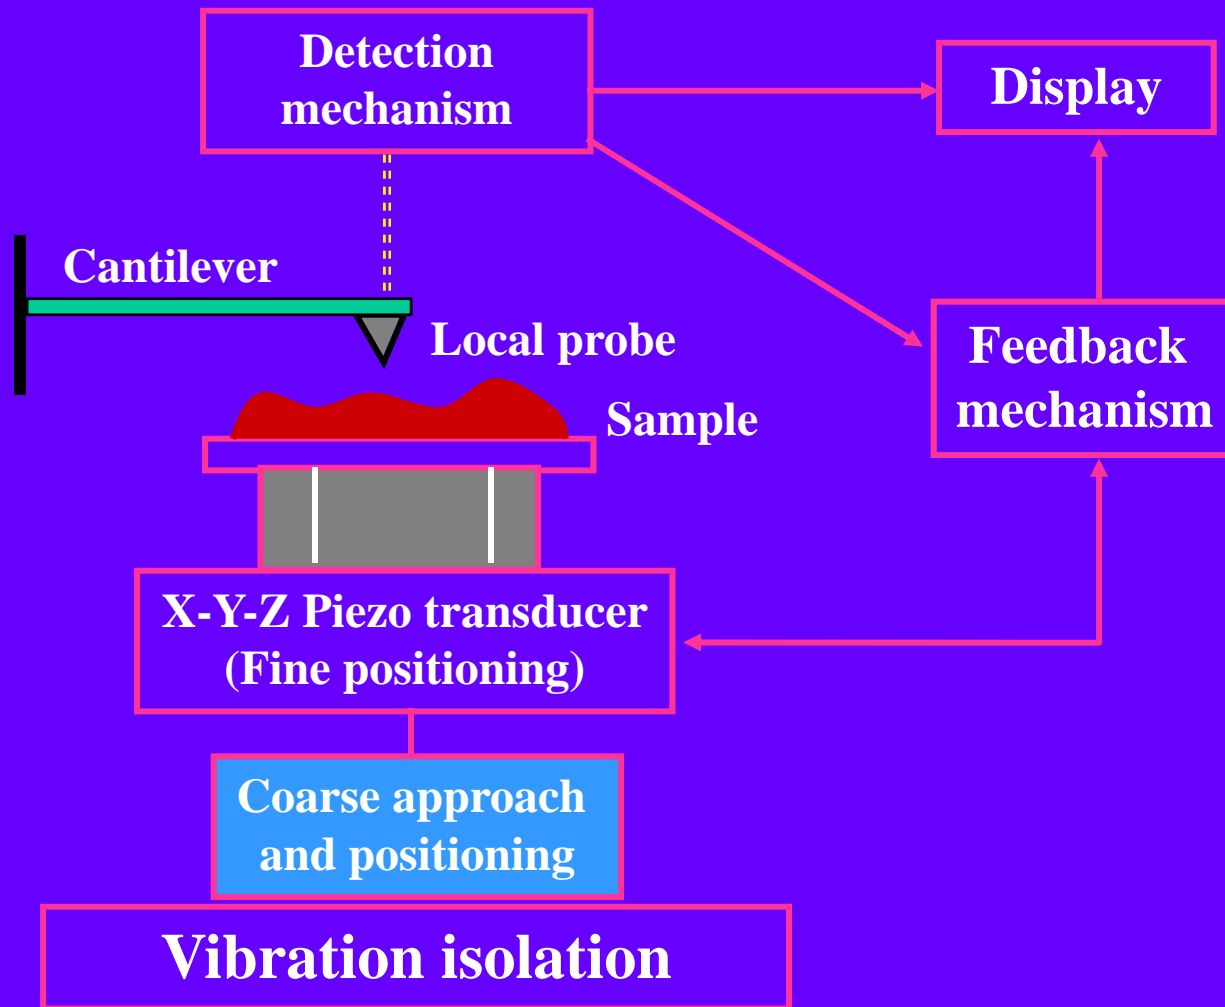 Detection
mechanism
Display
Cantilever
Local probe
Feedback
mechanism
Sample
X-Y-Z Piezo transducer
(Fine positioning)
Coarse approach
and positioning
Vibration isolation